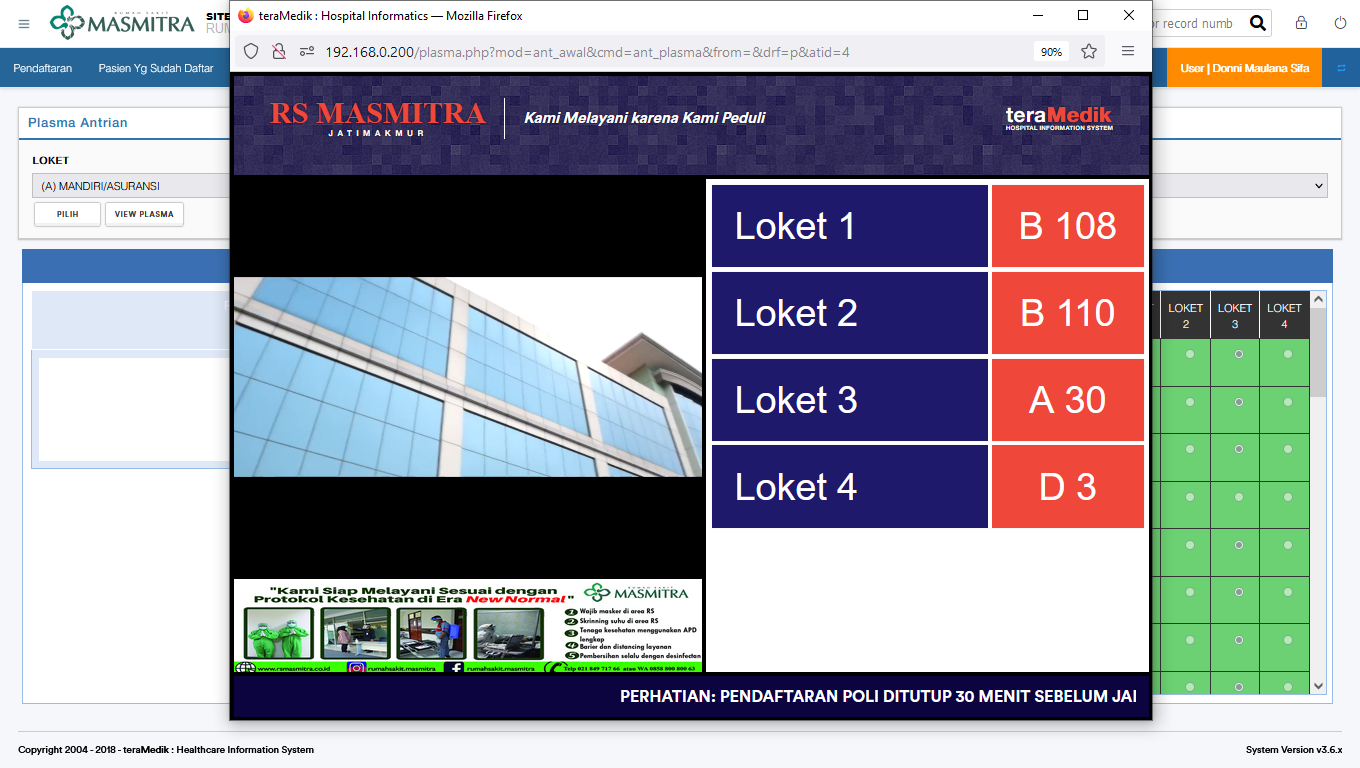 RUMAH SAKIT
MASMITRA
SITE
RUM
or record numb
Pendaftaran
Pasien Yg Sudah Daftar
User | Donni Maulana Sifa
Plasma Antrian
LOKET
(A) MANDIRI/ASURANSI
PILIH
VIEW PLASMA
LOKET 2
LOKET 3
LOKET 4
teraMedik : Hospital Informatics — Mozilla Firefox
192.168.0.200/plasma.php?mod=ant_awal&cmd=ant_plasma&from=&drf=p&atid=4
90%
RS MASMITRA
JATIMAKMUR
Kami Melayani karena Kami Peduli
teraMedik
HOSPITAL INFORMATION SYSTEM
Loket 1 B 108
Loket 2 B 110
Loket 3 A 30
Loket 4 D 3
"Kami Siap Melayani Sesuai dengan
Protokol Kesehatan di Era New Normal"
RUMAH SAKIT
MASMITRA
1 Wajib masker di area RS
2 Skrinning suhu di area RS
3 Tenaga kesehatan menggunakan APD
lengkap
4 Barier dan distancing layanan
5 Pembersihan selalu dengan desinfectan
www.rsmasmitra.co.id
rumahsakit.masmitra
rumahsakit.masmitra
Telp 021 849 717 66 atau WA 0858 800 800 63
PERHATIAN: PENDAFTARAN POLI DITUTUP 30 MENIT SEBELUM JAI
Copyright 2004 - 2018 - teraMedik : Healthcare Information System
System Version v3.6.x